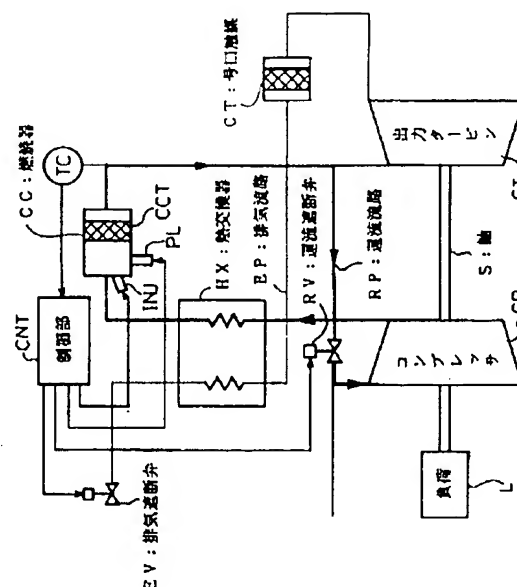 CC：燃焼器
TC
CNT
制御部
CCT
PL
INJ
HX：熱交換器
EP：排気流路
RV：還流遮断弁
RP：還流流路
CT：号口触媒
出力タービン
S：軸
コンプレッサ
負荷
L
EV：排気遮断弁